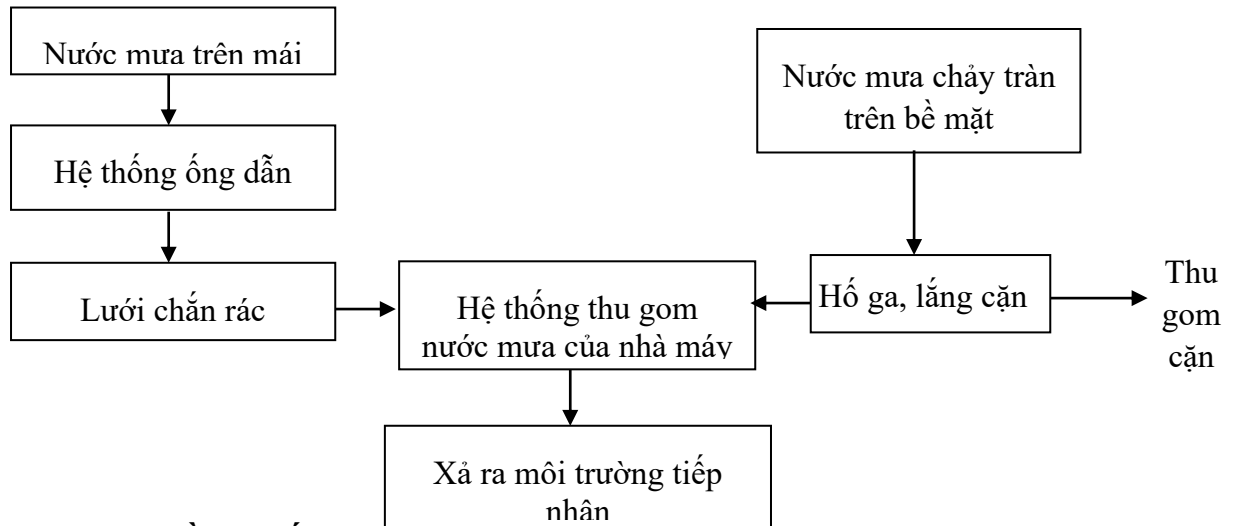 Nước mưa trên mái
Nước mưa chảy tràn
trên bề mặt
Hệ thống ống dẫn
Lưới chắn rác
Hệ thống thu gom
nước mưa của nhà máy
Hố ga, lắng cặn
Thu
gom
cặn
Xả ra môi trường tiếp
nhận